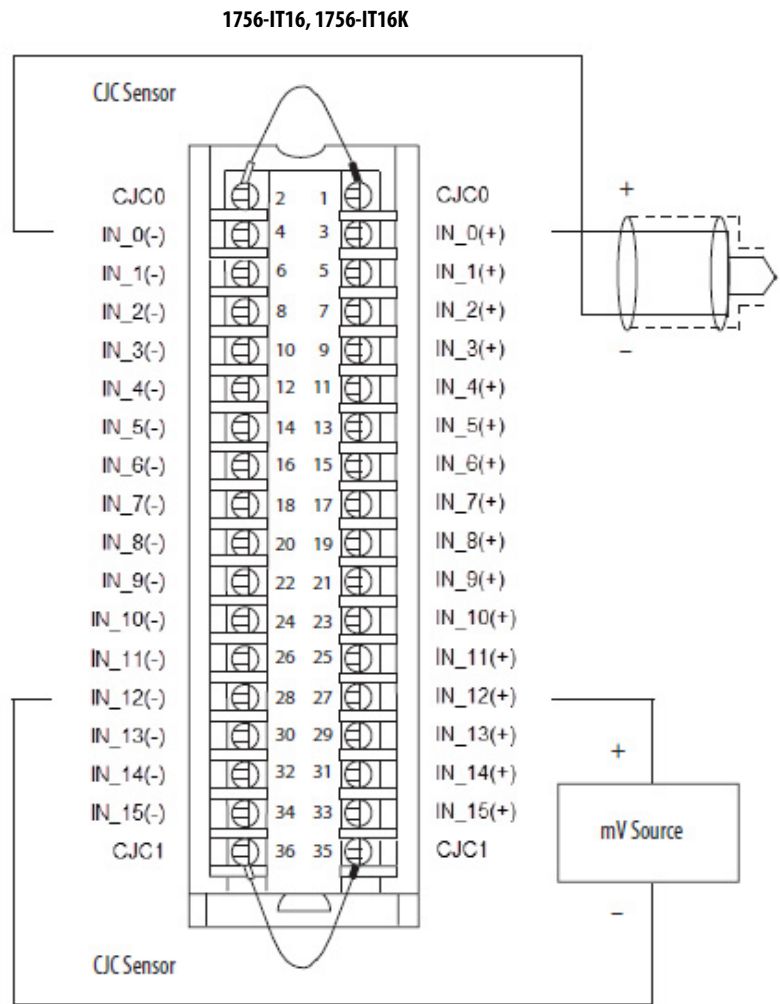 1756-IT16, 1756-IT16K
CJC Sensor
CJC0 2 1 CJC0 +
IN_0(-) 4 3 IN_0(+)
IN_1(-) 6 5 IN_1(+)
IN_2(-) 8 7 IN_2(+)
IN_3(-) 10 9 IN_3(+) –
IN_4(-) 12 11 IN_4(+)
IN_5(-) 14 13 IN_5(+)
IN_6(-) 16 15 IN_6(+)
IN_7(-) 18 17 IN_7(+)
IN_8(-) 20 19 IN_8(+)
IN_9(-) 22 21 IN_9(+)
IN_10(-) 24 23 IN_10(+)
IN_11(-) 26 25 IN_11(+)
IN_12(-) 28 27 IN_12(+)
IN_13(-) 30 29 IN_13(+) +
IN_14(-) 32 31 IN_14(+)
IN_15(-) 34 33 IN_15(+) mV Source
CJC1 36 35 CJC1
–
CJC Sensor